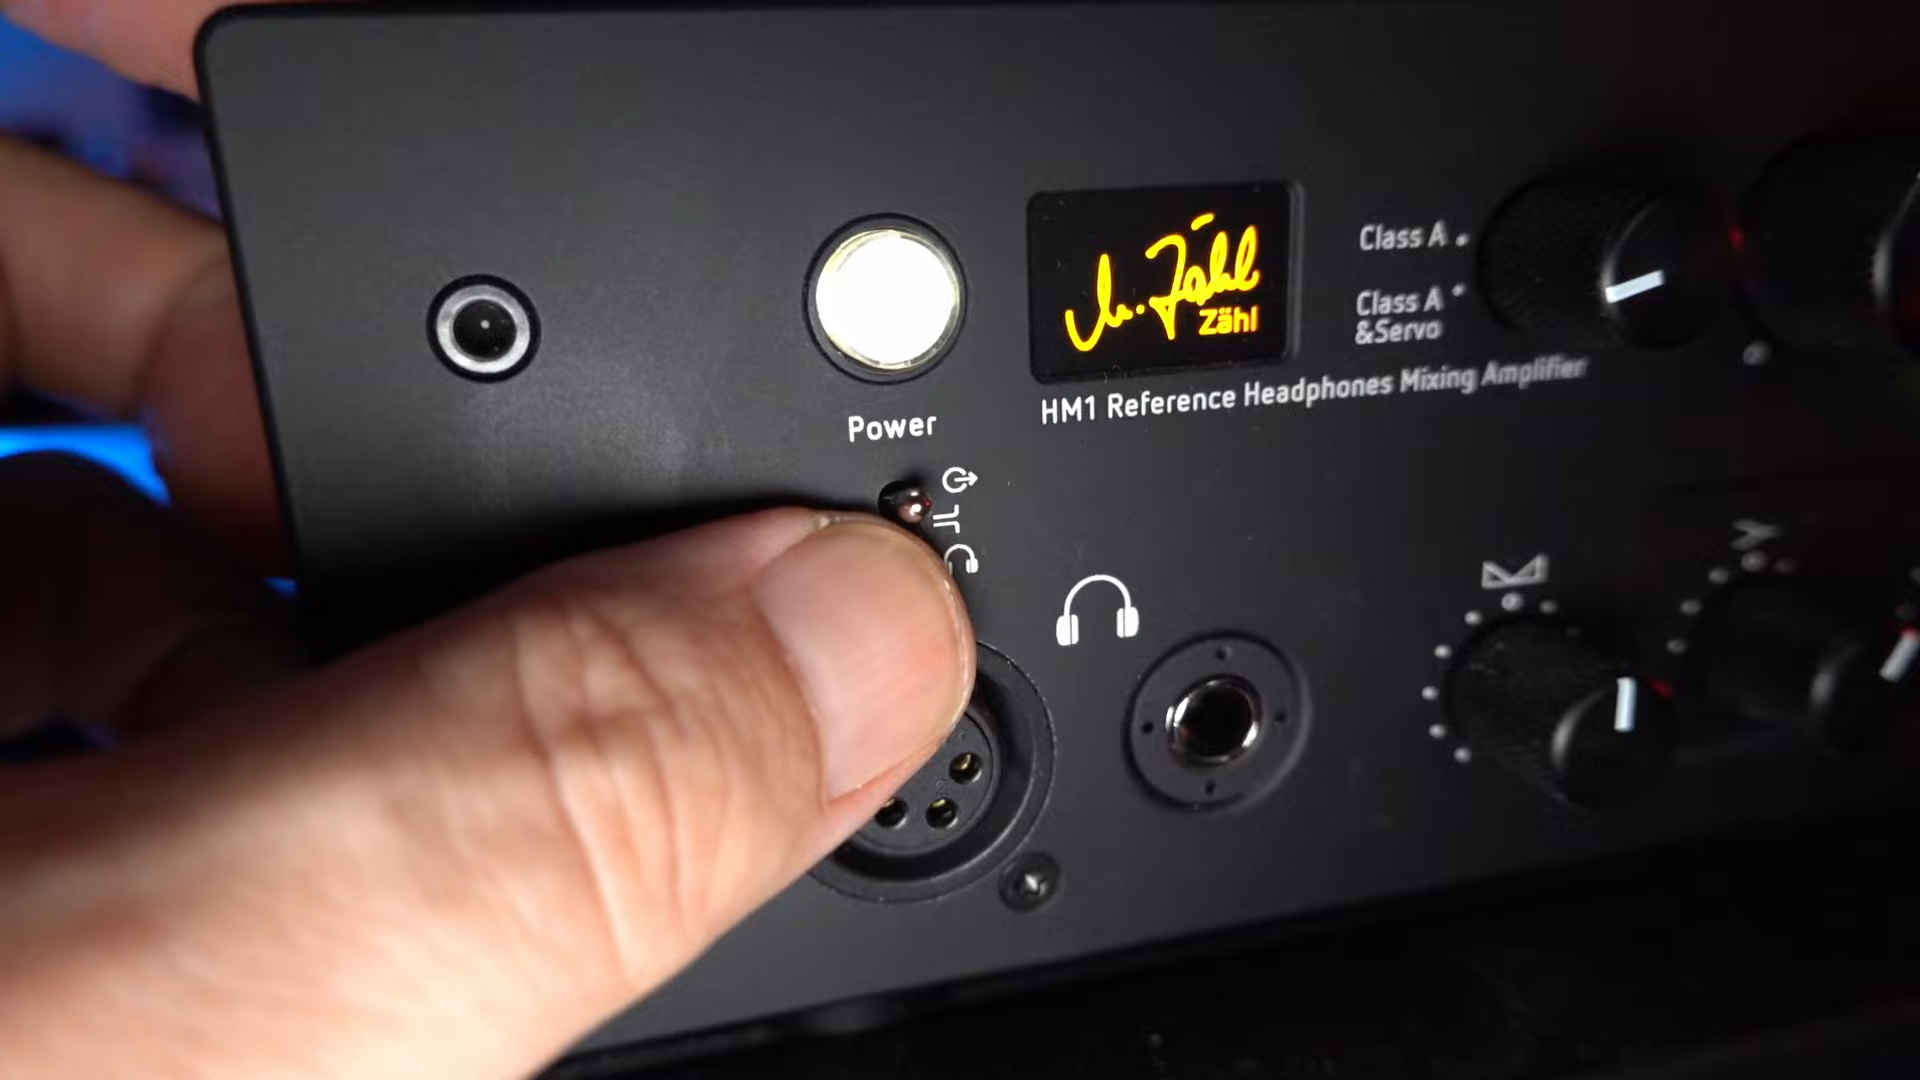 M. Zähl
Zähl
Class A
Class A
&Servo
HM1 Reference Headphones Mixing Amplifier
Power